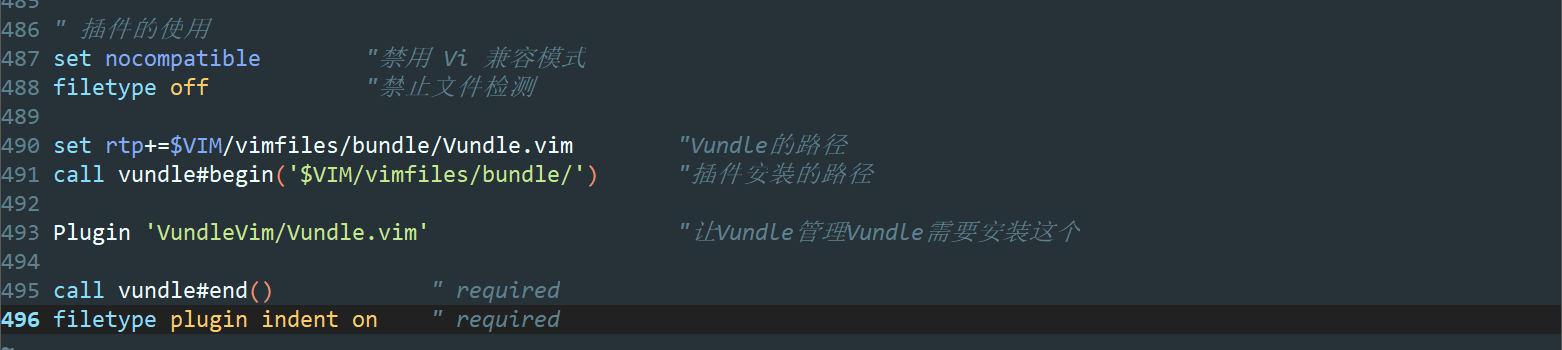 485
486 " 插件的使用
487 set nocompatible "禁用 Vi 兼容模式
488 filetype off "禁止文件检测
489
490 set rtp+=$VIM/vimfiles/bundle/Vundle.vim "Vundle的路径
491 call vundle#begin('$VIM/vimfiles/bundle/') "插件安装的路径
492
493 Plugin 'VundleVim/Vundle.vim' "让Vundle管理Vundle需要安装这个
494
495 call vundle#end() " required
496 filetype plugin indent on " required
~